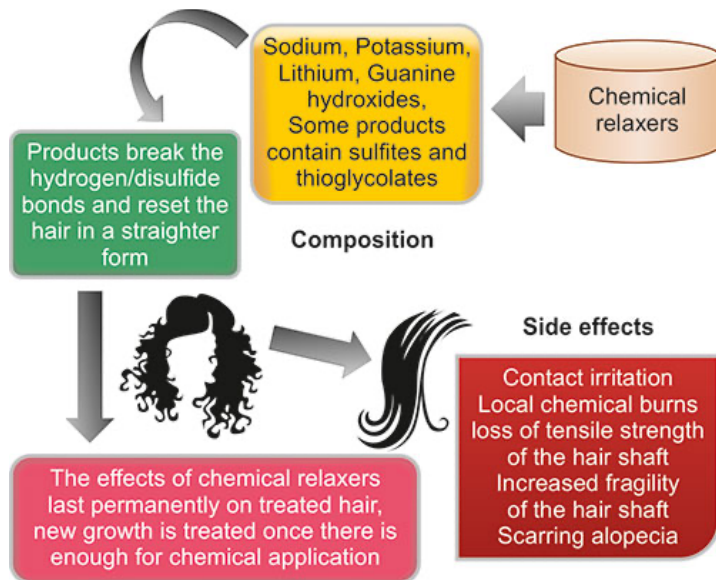 Chemical
relaxers
Sodium, Potassium,
Lithium, Guanine
hydroxides,
Some products
contain sulfites and
thioglycolates
Composition
Products break the
hydrogen/disulfide
bonds and reset the
hair in a straighter
form
The effects of chemical relaxers
last permanently on treated hair,
new growth is treated once there is
enough for chemical application
Side effects
Contact irritation
Local chemical burns
loss of tensile strength
of the hair shaft
Increased fragility
of the hair shaft
Scarring alopecia